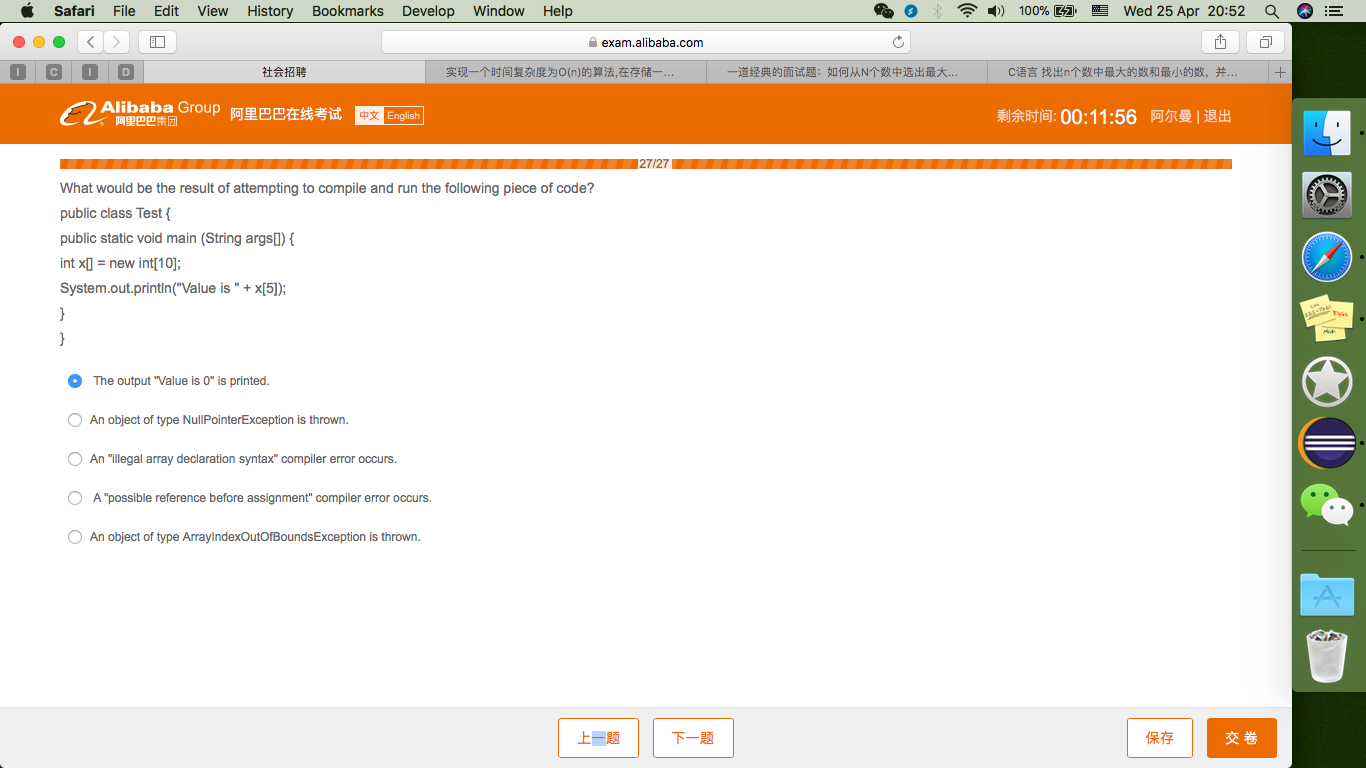 Safari File Edit View History Bookmarks Develop Window Help 100% Wed 25 Apr 20:52
exam.alibaba.com
I C I D 社会招聘 实现一个时间复杂度为O(n)的算法,在存储一... 一道经典的面试题：如何从N个数中选出最大... C语言 找出n个数中最大的数和最小的数，并...
Alibaba Group 阿里巴巴集团 阿里巴巴在线考试 中文 English 剩余时间: 00:11:56 阿尔曼 | 退出
27/27
What would be the result of attempting to compile and run the following piece of code?
public class Test {
public static void main (String args[]) {
int x[] = new int[10];
System.out.println("Value is " + x[5]);
}
}
The output "Value is 0" is printed.
An object of type NullPointerException is thrown.
An "illegal array declaration syntax" compiler error occurs.
A "possible reference before assignment" compiler error occurs.
An object of type ArrayIndexOutOfBoundsException is thrown.
上一题 下一题 保存 交 卷